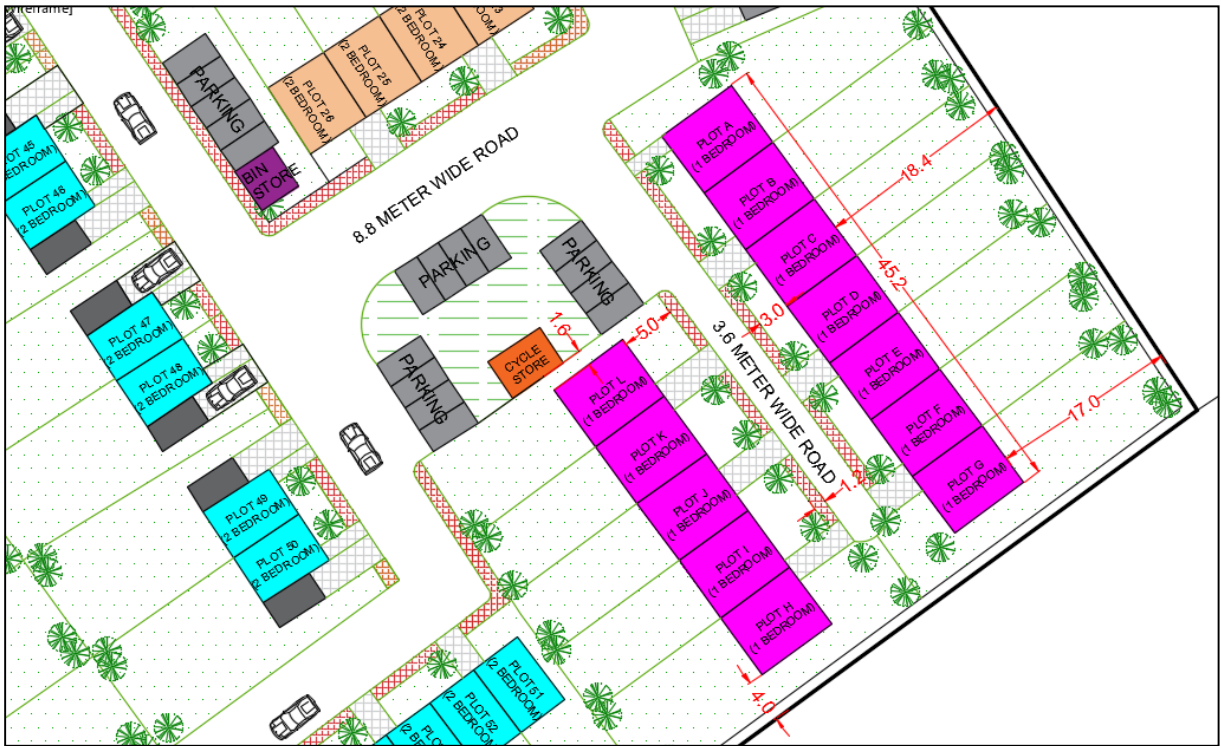 wireframe]
PLOT 24
(2 BEDROOM)
PLOT 25
(2 BEDROOM)
PLOT 26
(2 BEDROOM)
PARKING
BIN
STORE
8.8 METER WIDE ROAD
PLOT 45
2 BEDROOM)
PLOT 46
(2 BEDROOM)
PLOT 47
(2 BEDROOM)
PLOT 48
(2 BEDROOM)
PLOT 49
(2 BEDROOM)
PLOT 50
(2 BEDROOM)
PARKING
PARKING
PARKING
CYCLE
STORE
1.6
5.0
3.6 METER WIDE ROAD
3.0
1.2
PLOT A
(1 BEDROOM)
PLOT B
(1 BEDROOM)
PLOT C
(1 BEDROOM)
PLOT D
(1 BEDROOM)
PLOT E
(1 BEDROOM)
PLOT F
(1 BEDROOM)
PLOT G
(1 BEDROOM)
18.4
45.2
17.0
PLOT L
(1 BEDROOM)
PLOT K
(1 BEDROOM)
PLOT J
(1 BEDROOM)
PLOT I
(1 BEDROOM)
PLOT H
(1 BEDROOM)
4.0
PLOT 51
(2 BEDROOM)
PLOT 52
(2 BEDROOM)